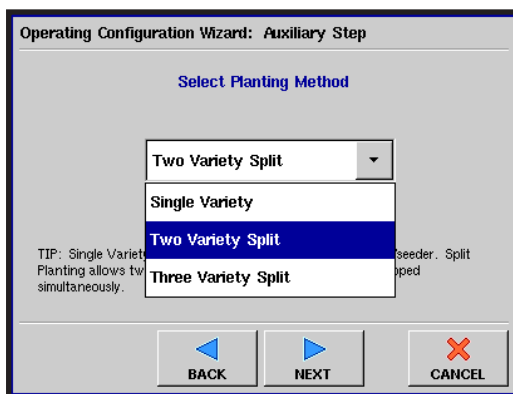 Operating Configuration Wizard: Auxiliary Step
Select Planting Method
Two Variety Split
Single Variety
Two Variety Split
Three Variety Split
TIP: Single Variet /seeder. Split
Planting allows tw pped
simultaneously.
BACK NEXT CANCEL